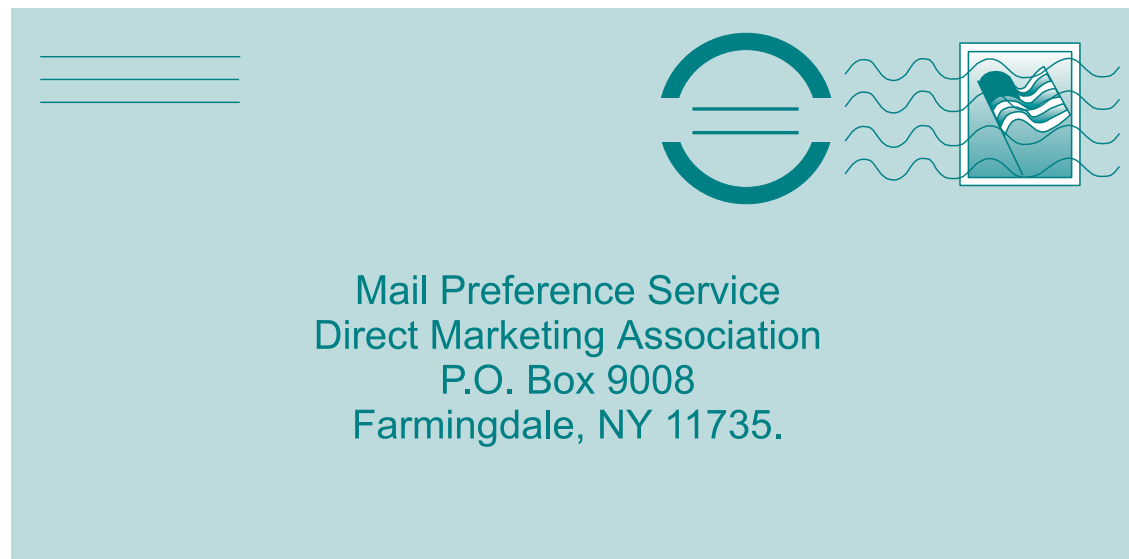 Mail Preference Service
Direct Marketing Association
P.O. Box 9008
Farmingdale, NY 11735.